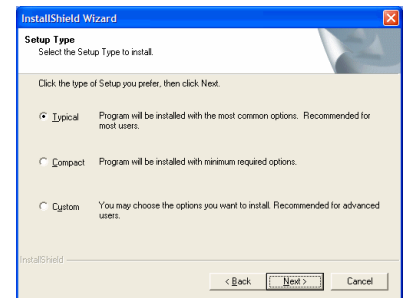 InstallShield Wizard
Setup Type
Select the Setup Type to install.
Click the type of Setup you prefer, then click Next.
Typical
Program will be installed with the most common options. Recommended for
most users.
Compact
Program will be installed with minimum required options.
Custom
You may choose the options you want to install. Recommended for advanced
users.
InstallShield
< Back
Next >
Cancel